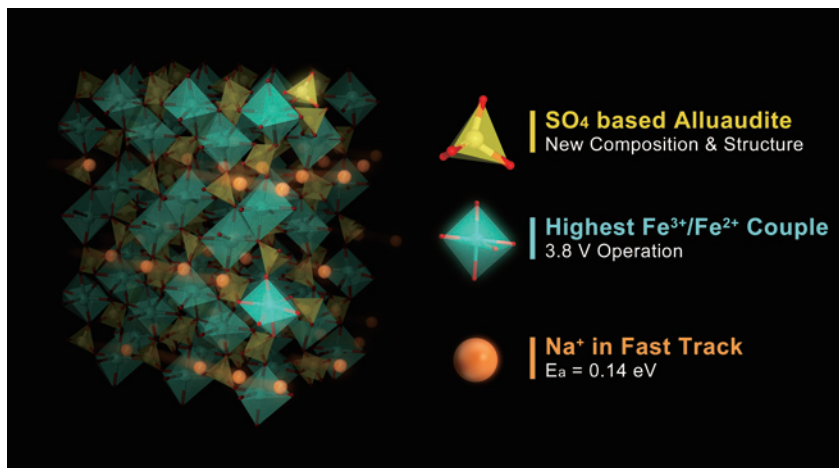 SO₄ based Alluaudite
New Composition & Structure
Highest Fe³⁺/Fe²⁺ Couple
3.8 V Operation
Na⁺ in Fast Track
Eₐ = 0.14 eV